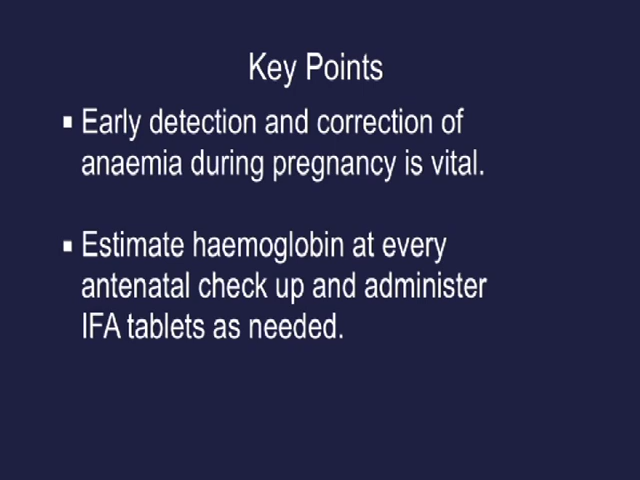 Key Points
▪ Early detection and correction of
anaemia during pregnancy is vital.
▪ Estimate haemoglobin at every
antenatal check up and administer
IFA tablets as needed.